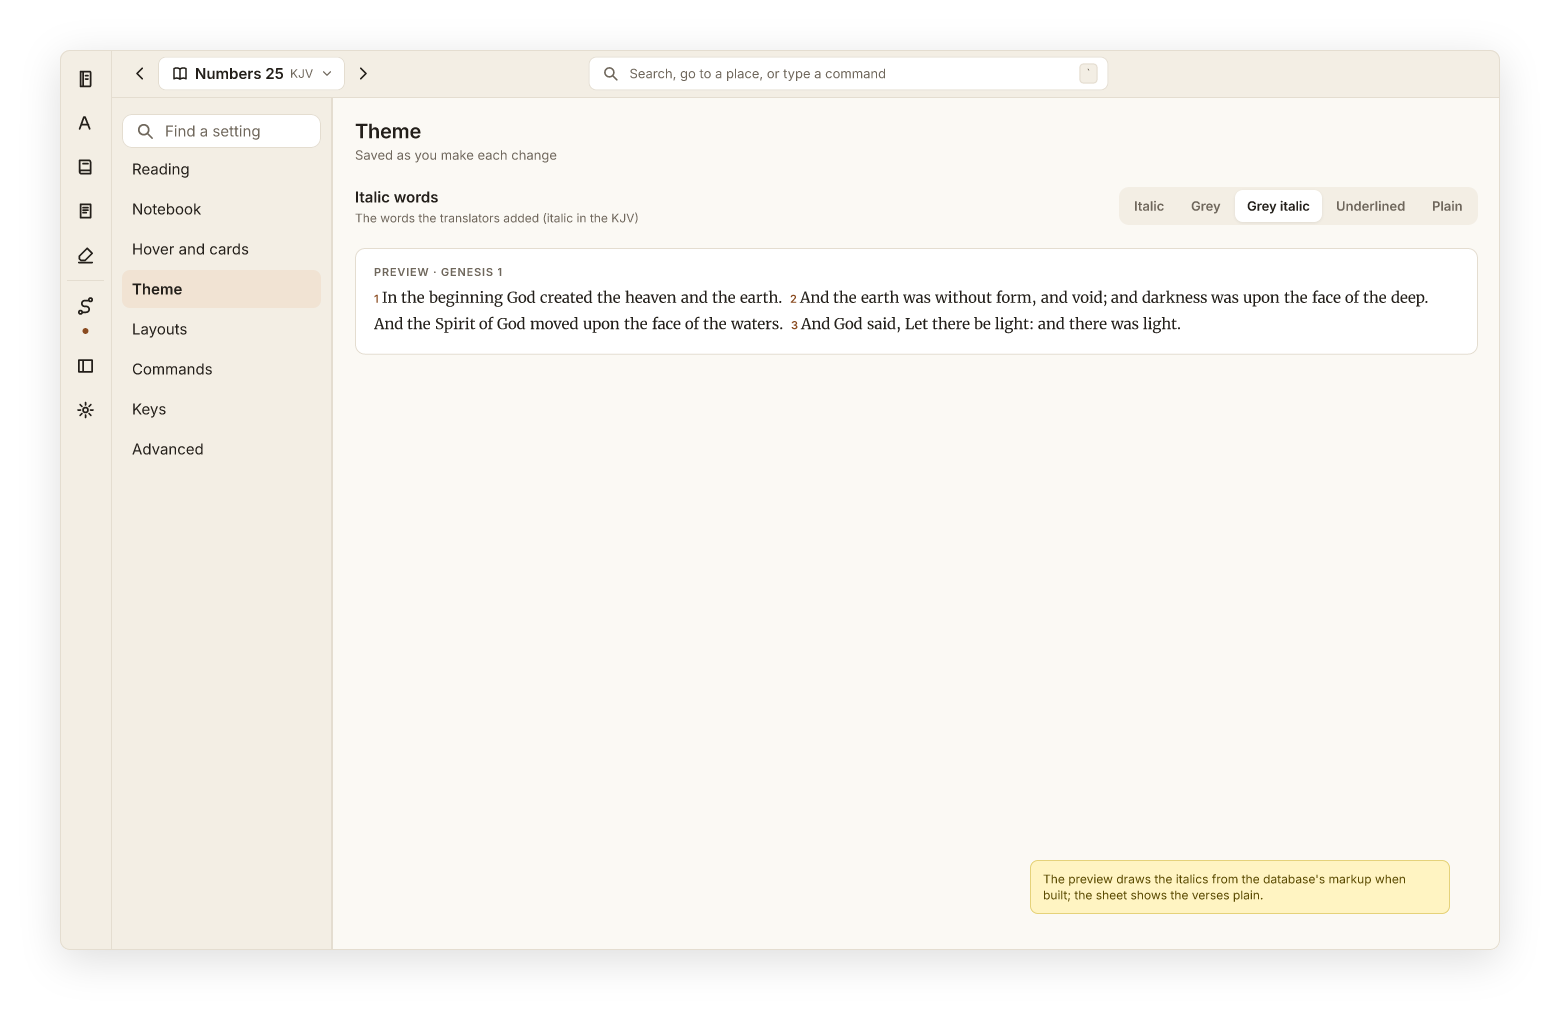 Numbers 25 KJV
Search, go to a place, or type a command
Find a setting
Reading
Notebook
Hover and cards
Theme
Layouts
Commands
Keys
Advanced
Theme
Saved as you make each change
Italic words
The words the translators added (italic in the KJV)
Italic Grey Grey italic Underlined Plain
PREVIEW · GENESIS 1
1 In the beginning God created the heaven and the earth. 2 And the earth was without form, and void; and darkness was upon the face of the deep.
And the Spirit of God moved upon the face of the waters. 3 And God said, Let there be light: and there was light.
The preview draws the italics from the database's markup when
built; the sheet shows the verses plain.